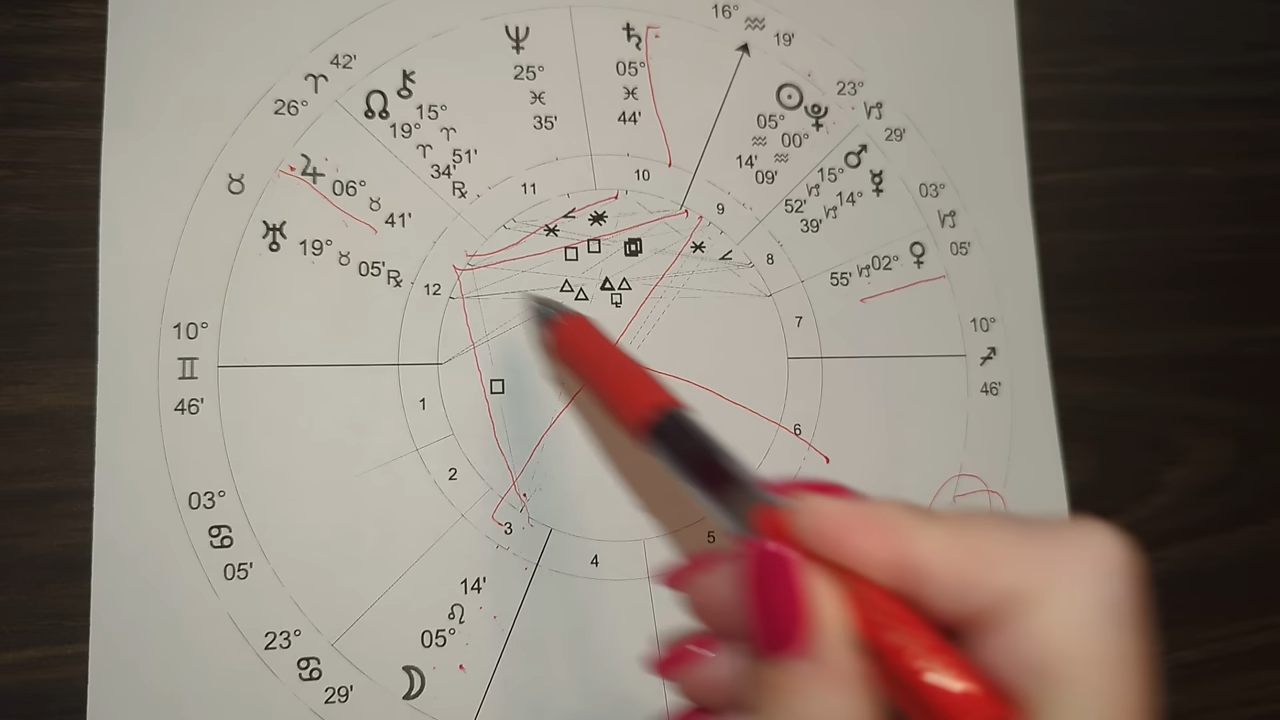 16° ♒ 19'
♆ 25° ♓ 35'
♄ 05° ♓ 44'
42' ♈ 26°
☊ 19° ♈ 34' ℞
⚷ 15° ♈ 51'
☉ 05° ♒ 14'
♇ 00° ♒ 09'
23° ♑ 29'
♂ 15° ♑ 52'
☿ 14° ♑ 39'
03° ♑ 05'
♀ 02° ♑ 55'
♉
♃ 06° ♉ 41'
♅ 19° ♉ 05' ℞
10° ♊ 46'
10° ♐ 46'
03° ♋ 05'
23° ♋ 29'
☽ 05° ♌ 14'
11
10
9
8
12
7
1
6
2
3
4
5